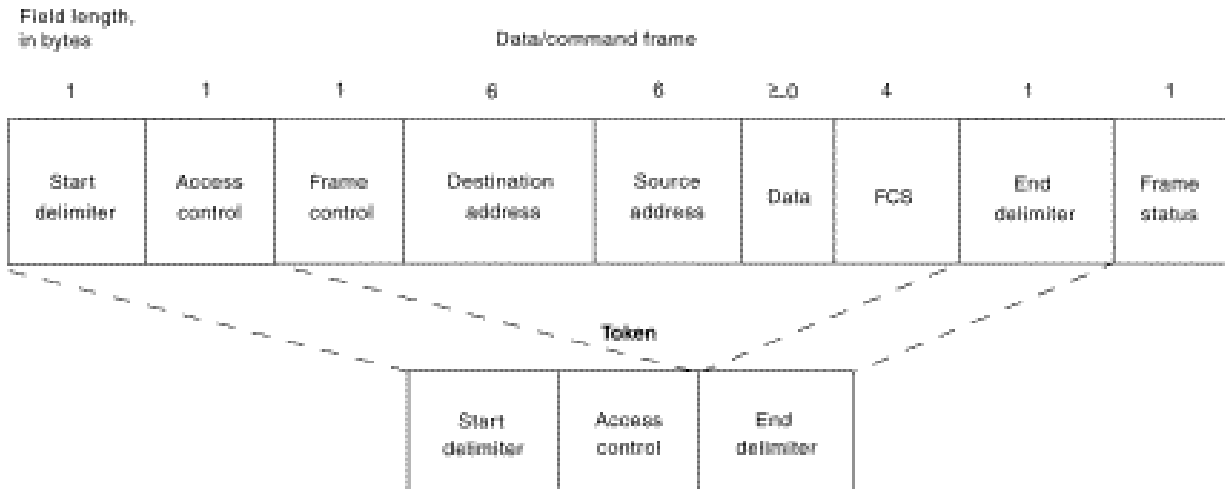 Field length,
in bytes
Data/command frame
1 1 1 6 6 ≥0 4 1 1
Start
delimiter
Access
control
Frame
control
Destination
address
Source
address
Data
FCS
End
delimiter
Frame
status
Token
Start
delimiter
Access
control
End
delimiter